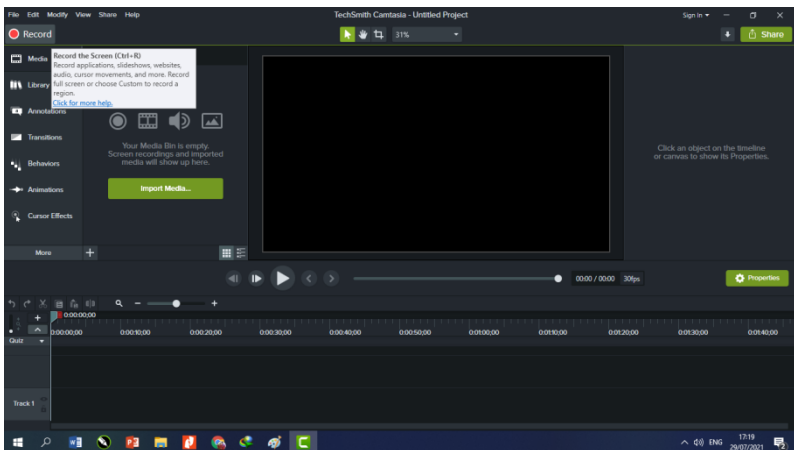 File Edit Modify View Share Help
TechSmith Camtasia - Untitled Project
Sign in
Record
31%
Share
Media
Record the Screen (Ctrl+R)
Record applications, slideshows, websites,
audio, cursor movements, and more. Record
full screen or choose Custom to record a
region.
Click for more help.
Library
Annotations
Transitions
Behaviors
Animations
Cursor Effects
More
Your Media Bin is empty.
Screen recordings and imported
media will show up here.
Import Media...
Click an object on the timeline
or canvas to show its Properties.
00:00 / 00:00 30fps
Properties
0:00:00;00
0:00:00;00 0:00:10;00 0:00:20;00 0:00:30;00 0:00:40;00 0:00:50;00 0:01:00;00 0:01:10;00 0:01:20;00 0:01:30;00 0:01:40;00
Quiz
Track 1
ENG
17:19
29/07/2021